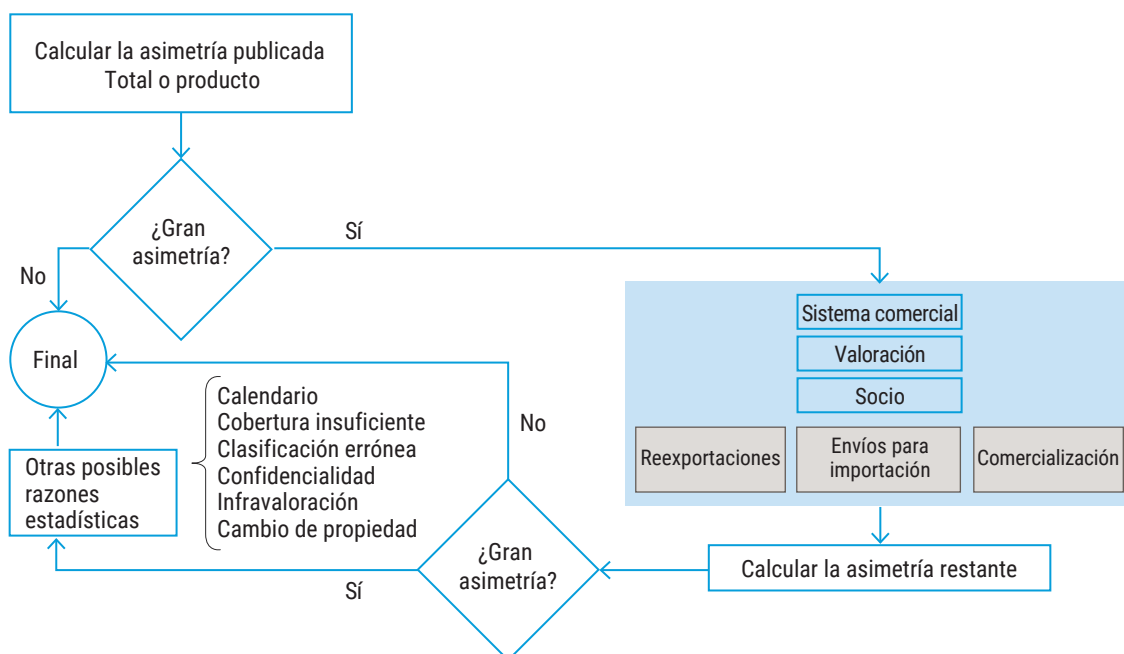 Calcular la asimetría publicada
Total o producto
¿Gran
asimetría?
Sí
No
Final
Sistema comercial
Valoración
Socio
Reexportaciones
Envíos para
importación
Comercialización
Calcular la asimetría restante
¿Gran
asimetría?
No
Sí
Otras posibles
razones
estadísticas
Calendario
Cobertura insuficiente
Clasificación errónea
Confidencialidad
Infravaloración
Cambio de propiedad